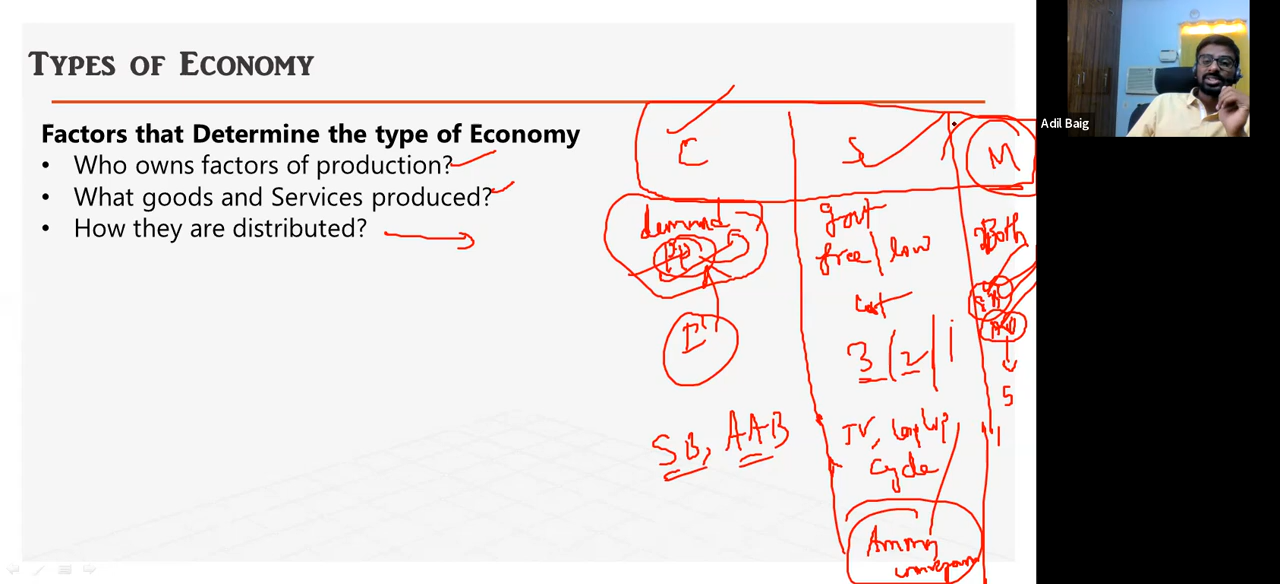 TYPES OF ECONOMY
Factors that Determine the type of Economy
• Who owns factors of production?
• What goods and Services produced?
• How they are distributed?
C S M
demand
E
SB, AAB
govt
free/low
cost
3/2/1
TV, Laptop,
Cycle
Both
5
Adil Baig